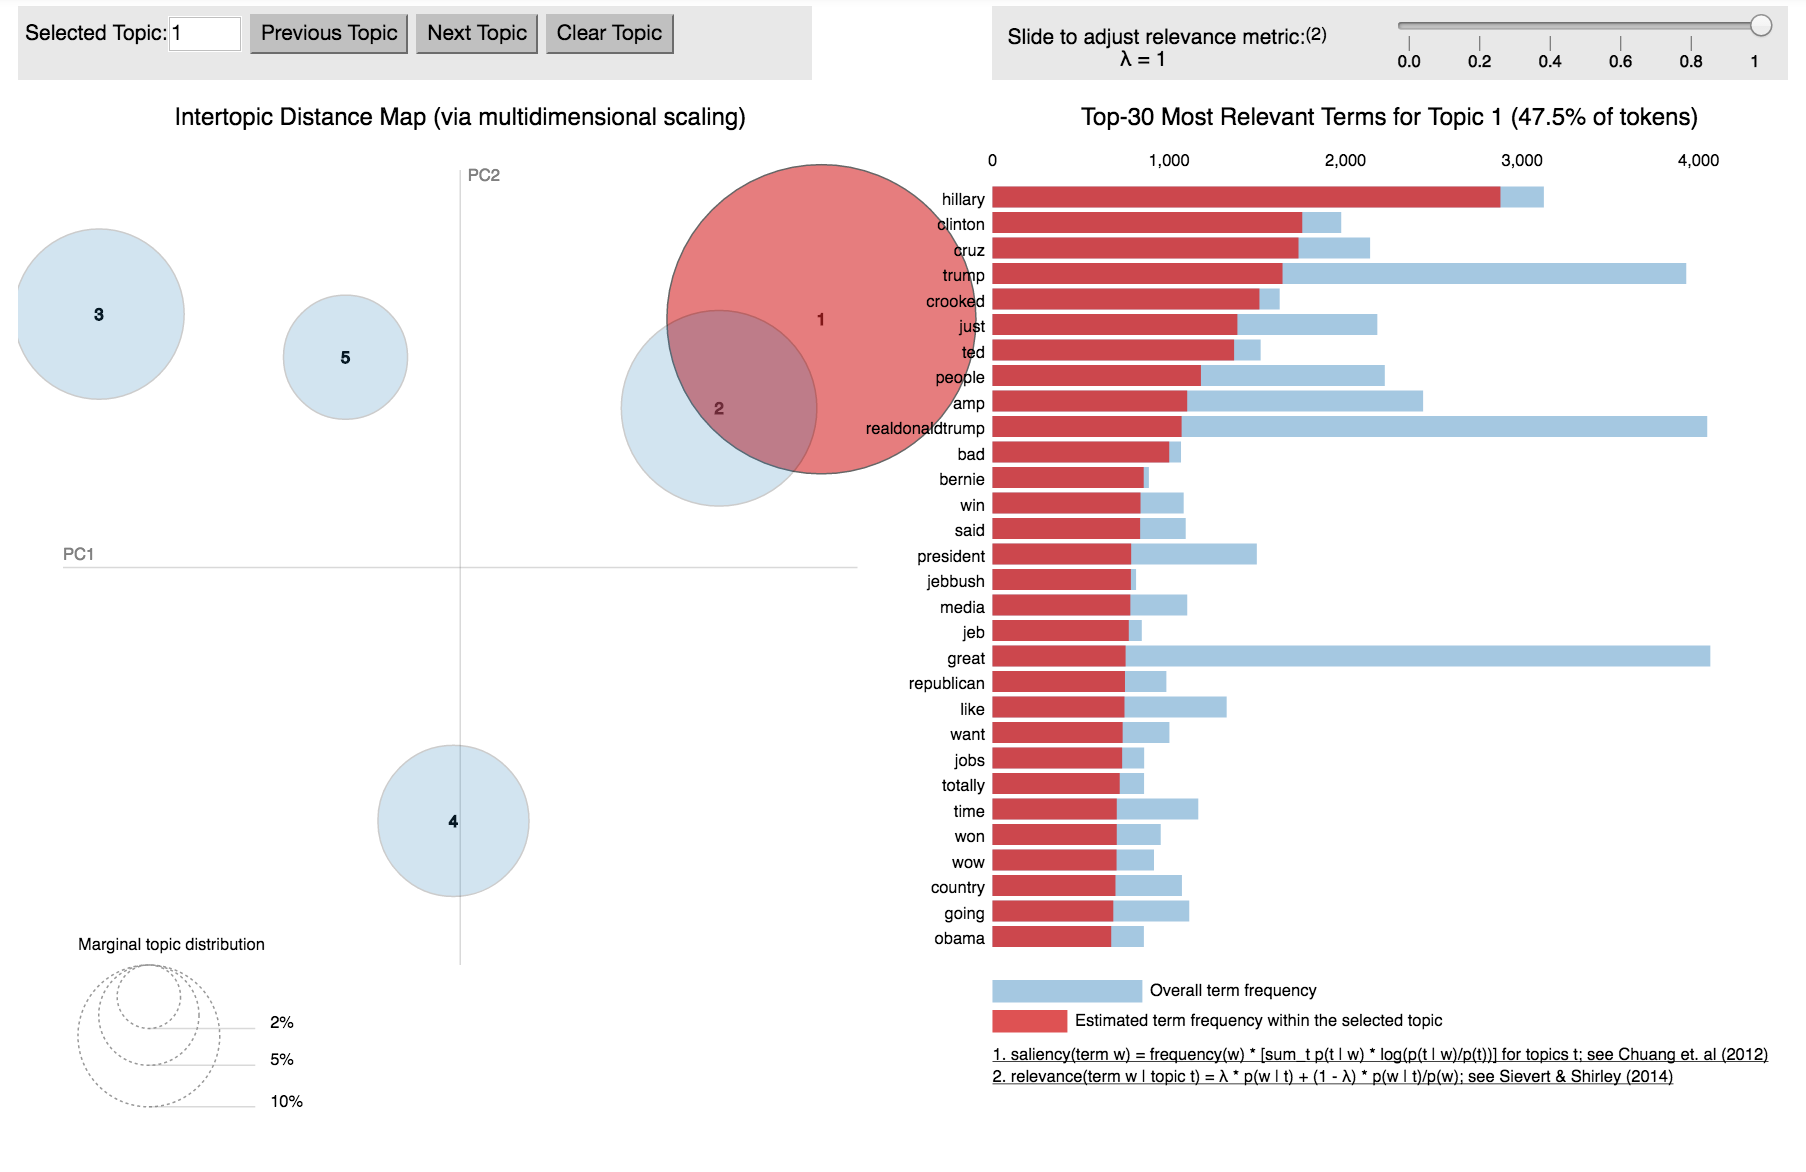 Selected Topic: 1 Previous Topic Next Topic Clear Topic
Slide to adjust relevance metric:(2)
λ = 1
0.0 0.2 0.4 0.6 0.8 1
Intertopic Distance Map (via multidimensional scaling)
PC2
PC1
1
2
3
5
4
Marginal topic distribution
2%
5%
10%
Top-30 Most Relevant Terms for Topic 1 (47.5% of tokens)
0 1,000 2,000 3,000 4,000
hillary
clinton
cruz
trump
crooked
just
ted
people
amp
realdonaldtrump
bad
bernie
win
said
president
jebbush
media
jeb
great
republican
like
want
jobs
totally
time
won
wow
country
going
obama
Overall term frequency
Estimated term frequency within the selected topic
1. saliency(term w) = frequency(w) * [sum_t p(t | w) * log(p(t | w)/p(t))] for topics t; see Chuang et. al (2012)
2. relevance(term w | topic t) = λ * p(w | t) + (1 - λ) * p(w | t)/p(w); see Sievert & Shirley (2014)